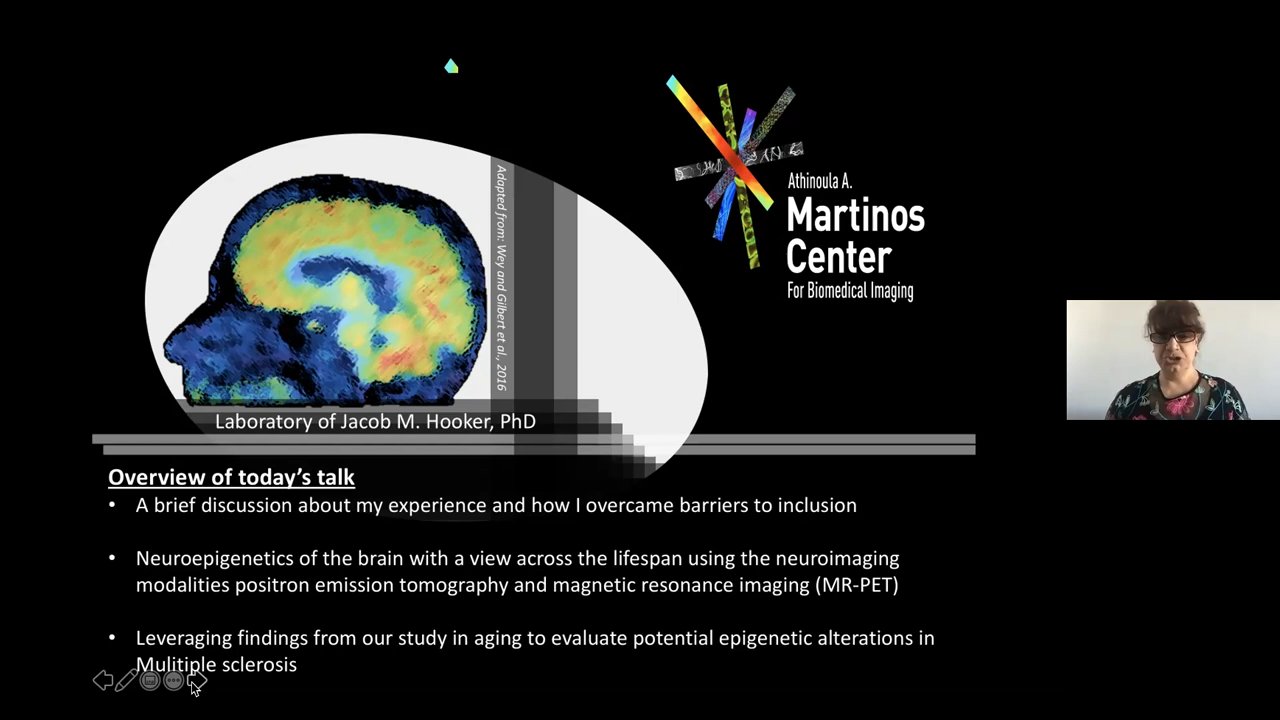 Athinoula A.
Martinos
Center
For Biomedical Imaging
Adapted from: Wey and Gilbert et al., 2016
Laboratory of Jacob M. Hooker, PhD
Overview of today's talk
• A brief discussion about my experience and how I overcame barriers to inclusion
• Neuroepigenetics of the brain with a view across the lifespan using the neuroimaging
modalities positron emission tomography and magnetic resonance imaging (MR-PET)
• Leveraging findings from our study in aging to evaluate potential epigenetic alterations in
Mulitiple sclerosis